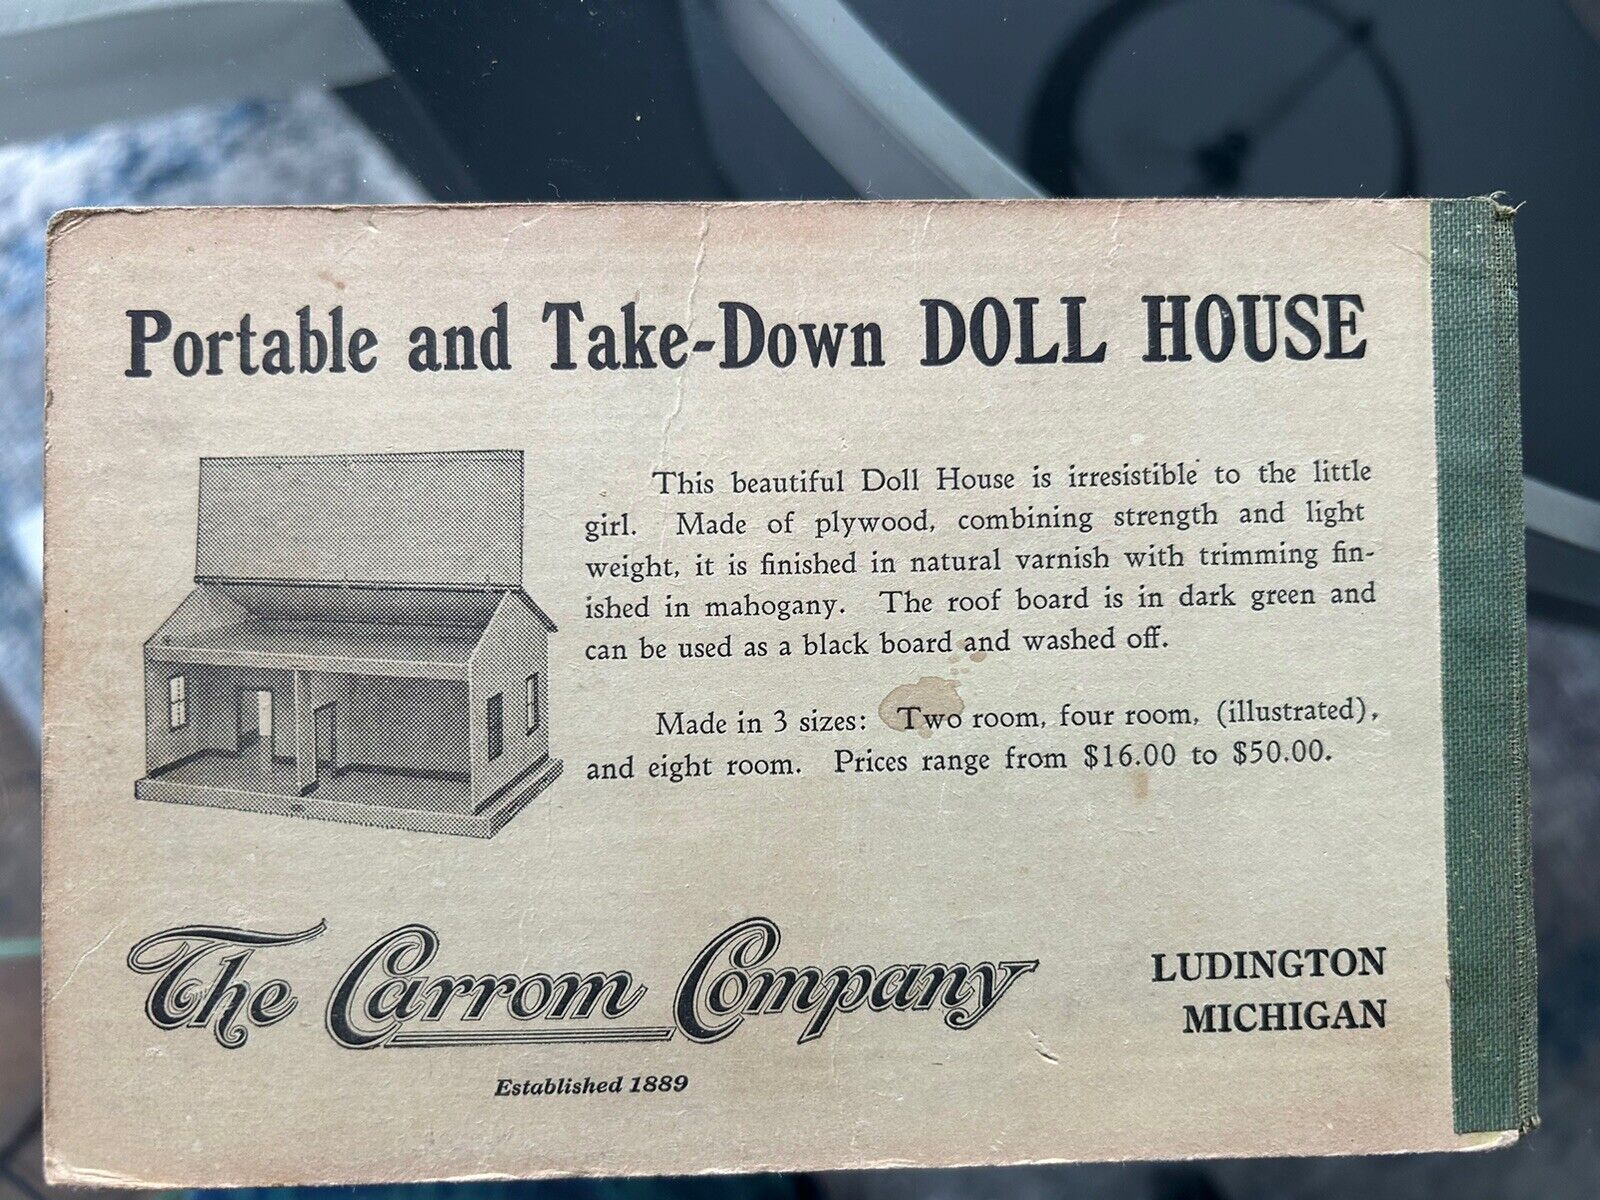 Portable and Take-Down DOLL HOUSE
This beautiful Doll House is irresistible to the little
girl. Made of plywood, combining strength and light
weight, it is finished in natural varnish with trimming fin-
ished in mahogany. The roof board is in dark green and
can be used as a black board and washed off.
Made in 3 sizes: Two room, four room, (illustrated),
and eight room. Prices range from $16.00 to $50.00.
The Carrom Company
Established 1889
LUDINGTON
MICHIGAN